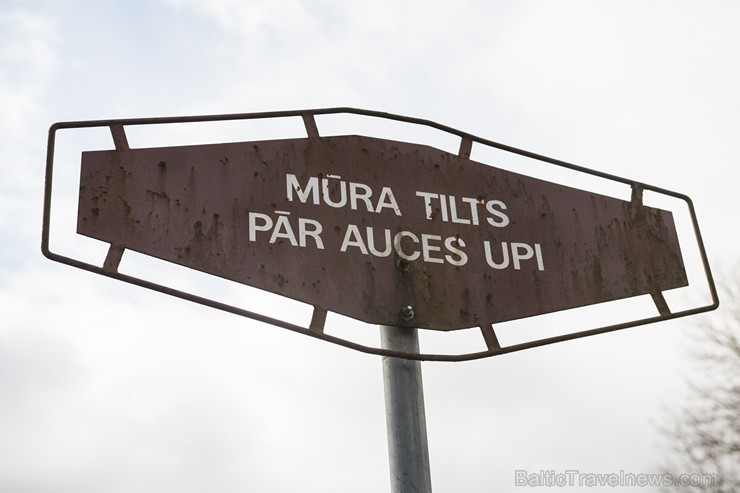 MŪRA TILTS
PĀR AUCES UPI
BalticTravelnews.com